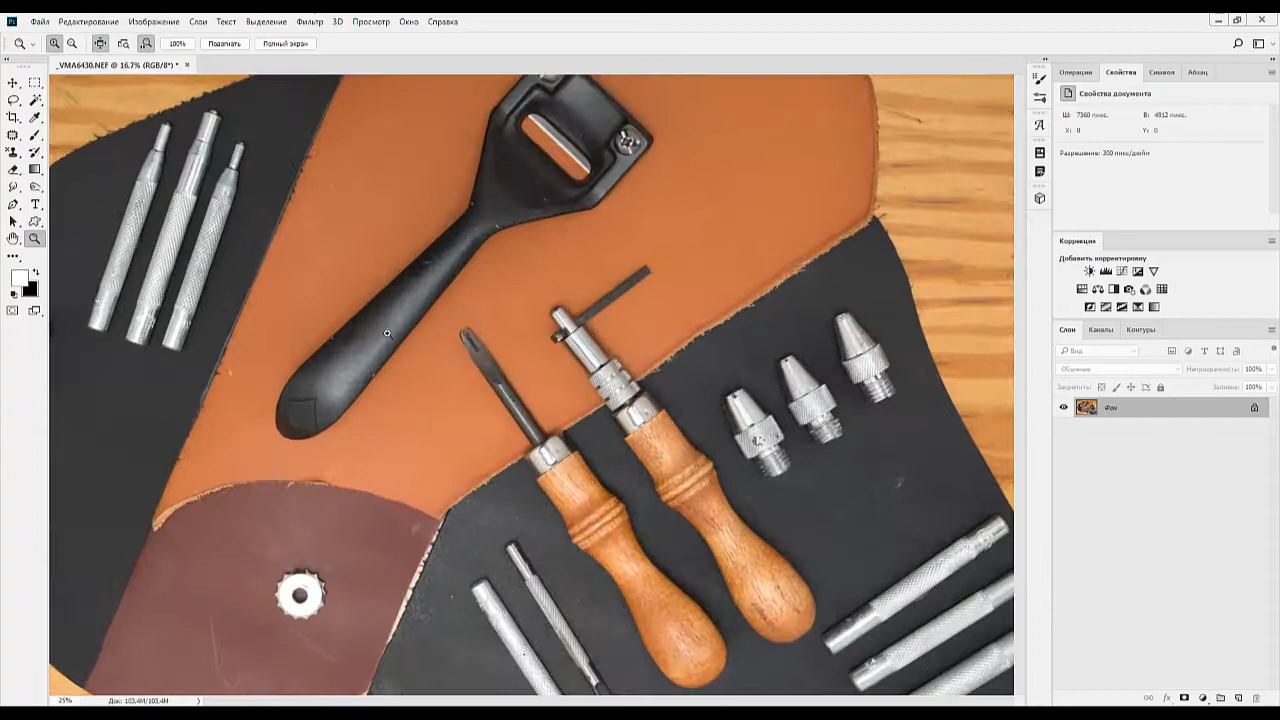 Ps Файл Редактирование Изображение Слои Текст Выделение Фильтр 3D Просмотр Окно Справка
100% Подогнать Полный экран
_VMA6430.NEF @ 16,7% (RGB/8*) * ×
Операции Свойства Символ Абзац
Свойства документа
Ш: 7360 пикс. В: 4912 пикс.
X: 0 Y: 0
Разрешение: 300 пикс/дюйм
Коррекция
Добавить корректировку
Слои Каналы Контуры
Вид
Обычные Непрозрачность: 100%
Закрепить: Заливка: 100%
Фон
fx
25% Док: 103,4M/103,4M